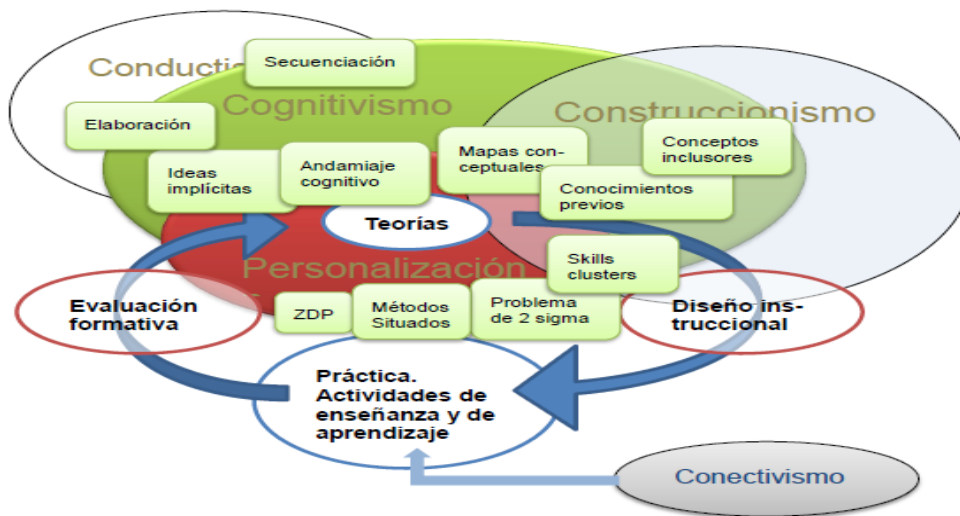 Conductis
Secuenciación
Cognitivismo
Construccionismo
Elaboración
Ideas
implícitas
Andamiaje
cognitivo
Mapas con-
ceptuales
Conceptos
inclusores
Conocimientos
previos
Teorías
Personalización
Skills
clusters
Evaluación
formativa
ZDP
Métodos
Situados
Problema
de 2 sigma
Diseño ins-
truccional
Práctica.
Actividades de
enseñanza y de
aprendizaje
Conectivismo